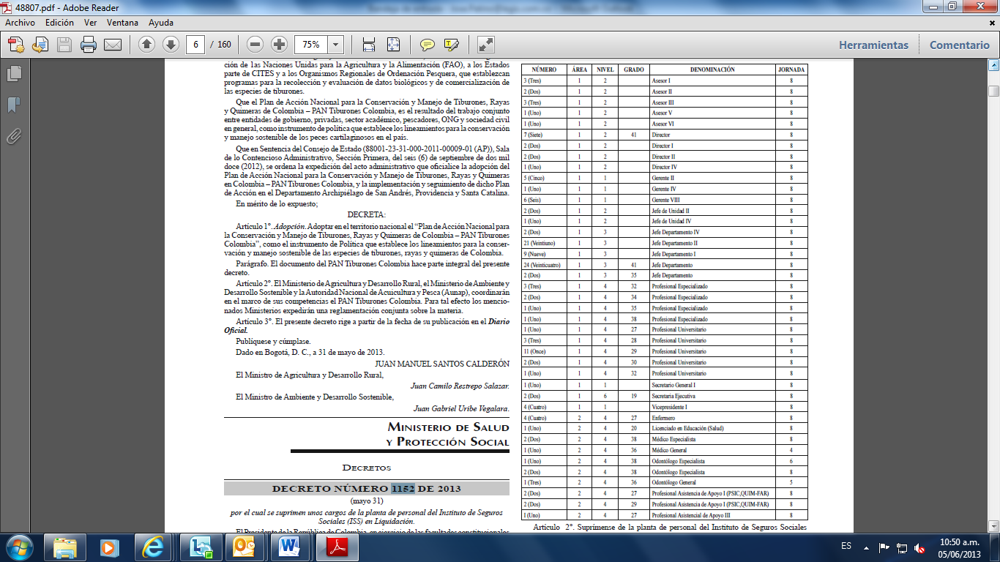 48807.pdf - Adobe Reader
Archivo Edición Ver Ventana Ayuda
6 / 160 75% Herramientas Comentario
ción de las Naciones Unidas para la Agricultura y la Alimentación (FAO), a los Estados
parte de CITES y a los Organismos Regionales de Ordenación Pesquera, que establezcan
programas para la recolección y evaluación de datos biológicos y de comercialización de
las especies de tiburones.
Que el Plan de Acción Nacional para la Conservación y Manejo de Tiburones, Rayas
y Quimeras de Colombia – PAN Tiburones Colombia, es el resultado del trabajo conjunto
entre entidades de gobierno, privadas, sector académico, pescadores, ONG y sociedad civil
en general, como instrumento de política que establece los lineamientos para la conservación
y manejo sostenible de los peces cartilaginosos en el país.
Que en Sentencia del Consejo de Estado (88001-23-31-000-2011-00009-01 (AP)), Sala
de lo Contencioso Administrativo, Sección Primera, del seis (6) de septiembre de dos mil
doce (2012), se ordena la expedición del acto administrativo que oficialice la adopción del
Plan de Acción Nacional para la Conservación y Manejo de Tiburones, Rayas y Quimeras
en Colombia – PAN Tiburones Colombia, y la implementación y seguimiento de dicho Plan
de Acción en el Departamento Archipiélago de San Andrés, Providencia y Santa Catalina.
En mérito de lo expuesto;
DECRETA:
Artículo 1°. Adopción. Adoptar en el territorio nacional el “Plan de Acción Nacional para
la Conservación y Manejo de Tiburones, Rayas y Quimeras de Colombia – PAN Tiburones
Colombia”, como el instrumento de Política que establece los lineamientos para la conser-
vación y manejo sostenible de las especies de tiburones, rayas y quimeras de Colombia.
Parágrafo. El documento del PAN Tiburones Colombia hace parte integral del presente
decreto.
Artículo 2°. El Ministerio de Agricultura y Desarrollo Rural, el Ministerio de Ambiente y
Desarrollo Sostenible y la Autoridad Nacional de Acuicultura y Pesca (Aunap), coordinarán
en el marco de sus competencias el PAN Tiburones Colombia. Para tal efecto los mencio-
nados Ministerios expedirán una reglamentación conjunta sobre la materia.
Artículo 3°. El presente decreto rige a partir de la fecha de su publicación en el Diario
Oficial.
Publíquese y cúmplase.
Dado en Bogotá, D. C., a 31 de mayo de 2013.
JUAN MANUEL SANTOS CALDERÓN
El Ministro de Agricultura y Desarrollo Rural,
Juan Camilo Restrepo Salazar.
El Ministro de Ambiente y Desarrollo Sostenible,
Juan Gabriel Uribe Vegalara.
MINISTERIO DE SALUD
Y PROTECCIÓN SOCIAL
DECRETOS
DECRETO NÚMERO 1152 DE 2013
(mayo 31)
por el cual se suprimen unos cargos de la planta de personal del Instituto de Seguros
Sociales (ISS) en Liquidación.
El Presidente de la República de Colombia, en ejercicio de las facultades constitucionales
NÚMERO ÁREA NIVEL GRADO DENOMINACIÓN JORNADA
3 (Tres) 1 2 Asesor I 8
2 (Dos) 1 2 Asesor II 8
3 (Tres) 1 2 Asesor III 8
1 (Uno) 1 2 Asesor V 8
1 (Uno) 1 2 Asesor VI 8
7 (Siete) 1 2 41 Director 8
2 (Dos) 1 2 Director I 8
2 (Dos) 1 2 Director II 8
1 (Uno) 1 2 Director IV 8
5 (Cinco) 1 1 Gerente II 8
1 (Uno) 1 1 Gerente IV 8
6 (Seis) 1 1 Gerente VIII 8
2 (Dos) 1 2 Jefe de Unidad II 8
1 (Uno) 1 2 Jefe de Unidad IV 8
2 (Dos) 1 3 Jefe Departamento IV 8
21 (Veintiuno) 1 3 Jefe Departamento II 8
9 (Nueve) 1 3 Jefe Departamento I 8
24 (Veinticuatro) 1 3 41 Jefe Departamento 8
2 (Dos) 1 3 35 Jefe Departamento 8
3 (Tres) 1 4 32 Profesional Especializado 8
2 (Dos) 1 4 34 Profesional Especializado 8
1 (Uno) 1 4 35 Profesional Especializado 8
1 (Uno) 1 4 38 Profesional Especializado 8
1 (Uno) 1 4 27 Profesional Universitario 8
3 (Tres) 1 4 28 Profesional Universitario 8
11 (Once) 1 4 29 Profesional Universitario 8
2 (Dos) 1 4 30 Profesional Universitario 8
1 (Uno) 1 4 32 Profesional Universitario 8
1 (Uno) 1 1 Secretario General I 8
2 (Dos) 1 6 19 Secretaria Ejecutiva 8
4 (Cuatro) 1 1 Vicepresidente I 8
4 (Cuatro) 2 4 27 Enfermero 8
1 (Uno) 2 4 20 Licenciado en Educación (Salud) 8
2 (Dos) 2 4 38 Médico Especialista 8
1 (Uno) 2 4 36 Médico General 4
1 (Uno) 2 4 38 Odontólogo Especialista 6
2 (Dos) 2 4 38 Odontólogo Especialista 8
1 (Tres) 2 4 36 Odontólogo General 5
2 (Dos) 2 4 27 Profesional Asistencia de Apoyo I (PSIC,QUIM-FAR) 8
2 (Dos) 2 4 29 Profesional Asistencia de Apoyo I (PSIC,QUIM-FAR) 8
1 (Uno) 2 4 27 Profesional Asistencial de Apoyo III 8
Artículo 2°. Suprímense de la planta de personal del Instituto de Seguros Sociales
ES 10:50 a.m.
05/06/2013